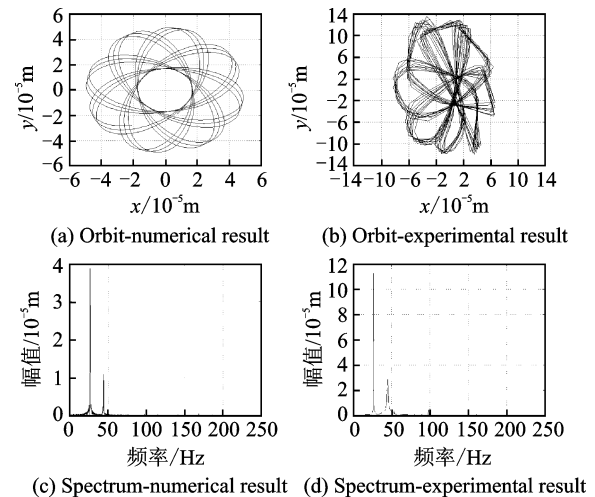 6
4
2
0
−2
−4
−6
y/10⁻⁵m
−6 −4 −2 0 2 4 6
x/10⁻⁵m
(a) Orbit-numerical result
14
10
6
2
−2
−6
−10
−14
y/10⁻⁵m
−14 −10 −6 −2 2 6 10 14
x/10⁻⁵m
(b) Orbit-experimental result
4
3
2
1
0
幅值/10⁻⁵m
0 50 100 150 200 250
频率/Hz
(c) Spectrum-numerical result
12
10
8
6
4
2
0
幅值/10⁻⁵m
0 50 100 150 200 250
频率/Hz
(d) Spectrum-experimental result